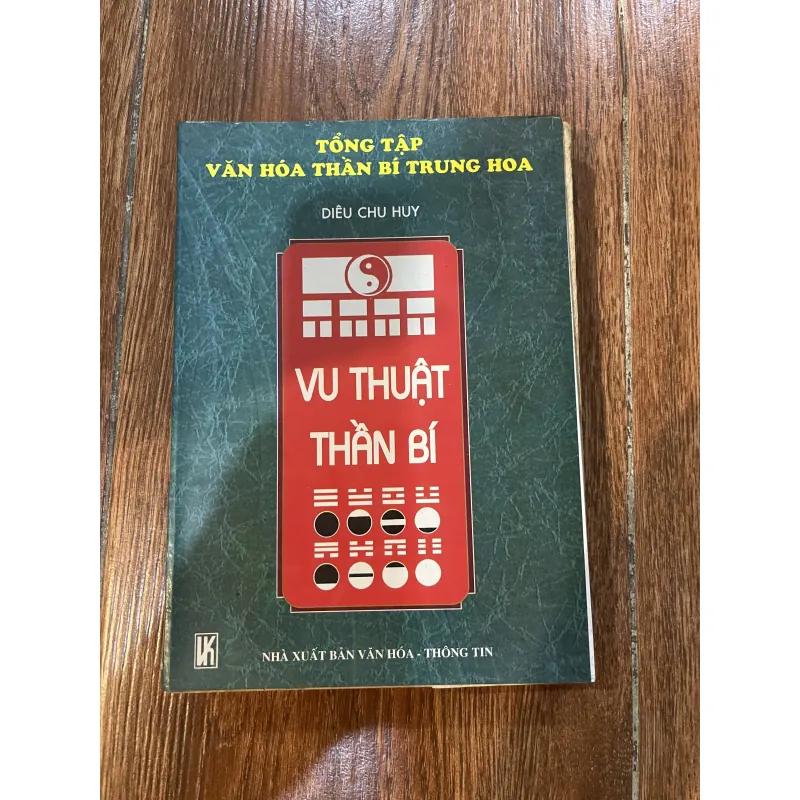 TỔNG TẬP
VĂN HÓA THẦN BÍ TRUNG HOA
DIÊU CHU HUY
VU THUẬT
THẦN BÍ
NHÀ XUẤT BẢN VĂN HÓA - THÔNG TIN